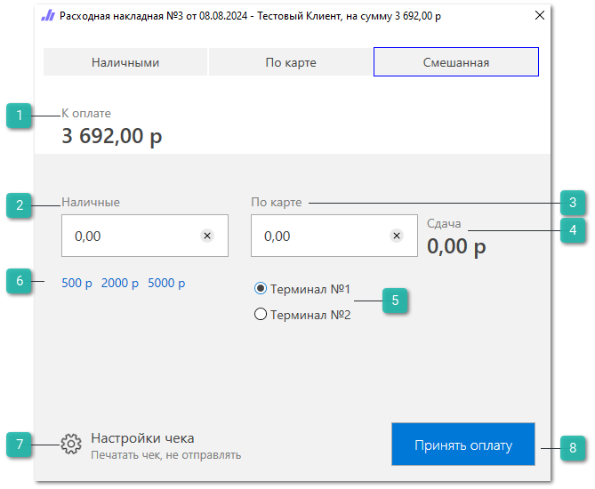 Расходная накладная №3 от 08.08.2024 - Тестовый Клиент, на сумму 3 692,00 р
Наличными По карте Смешанная
1 К оплате
3 692,00 р
2 Наличные По карте 3
Сдача 4
0,00 0,00 0,00 р
6 500 р 2000 р 5000 р
Терминал №1
5
Терминал №2
7 Настройки чека
Печатать чек, не отправлять
Принять оплату 8